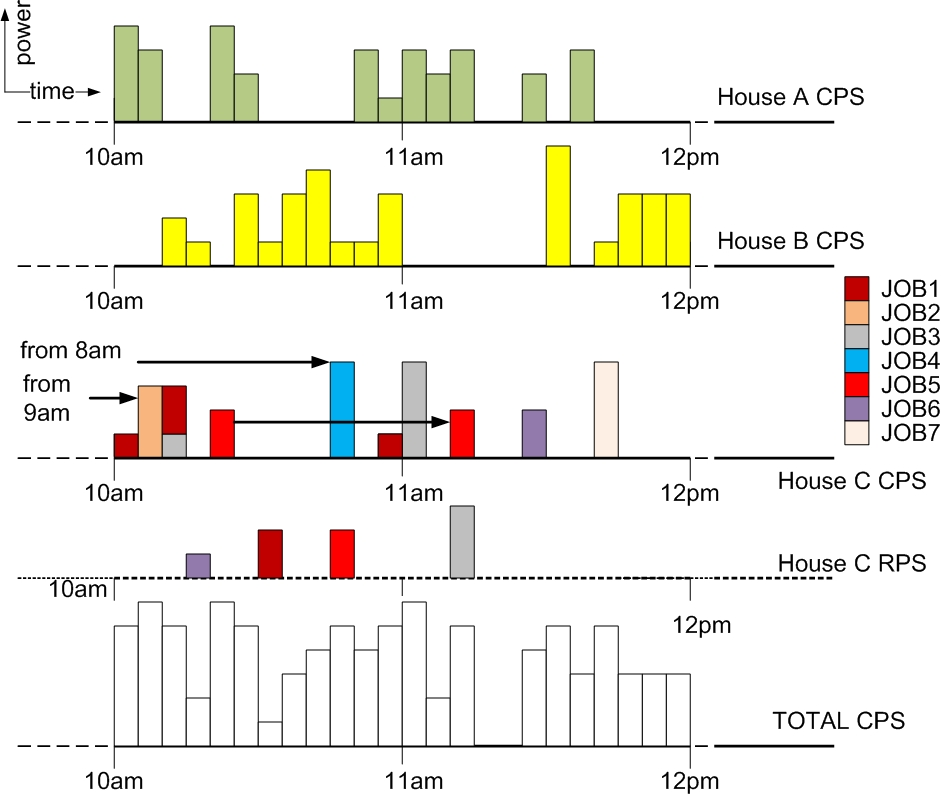 power
time
House A CPS
10am
11am
12pm
House B CPS
10am
11am
12pm
JOB1
JOB2
JOB3
JOB4
JOB5
JOB6
JOB7
from 8am
from
9am
10am
11am
12pm
House C CPS
House C RPS
10am
12pm
TOTAL CPS
10am
11am
12pm